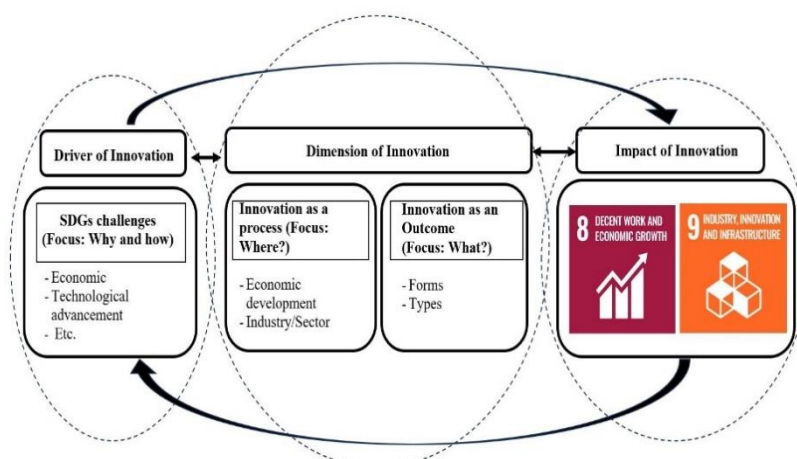 Driver of Innovation
Dimension of Innovation
Impact of Innovation
SDGs challenges
(Focus: Why and how)
- Economic
- Technological
advancement
- Etc.
Innovation as a
process (Focus:
Where?)
- Economic
development
- Industry/Sector
Innovation as an
Outcome
(Focus: What?)
- Forms
- Types
8 DECENT WORK AND
ECONOMIC GROWTH
9 INDUSTRY, INNOVATION
AND INFRASTRUCTURE